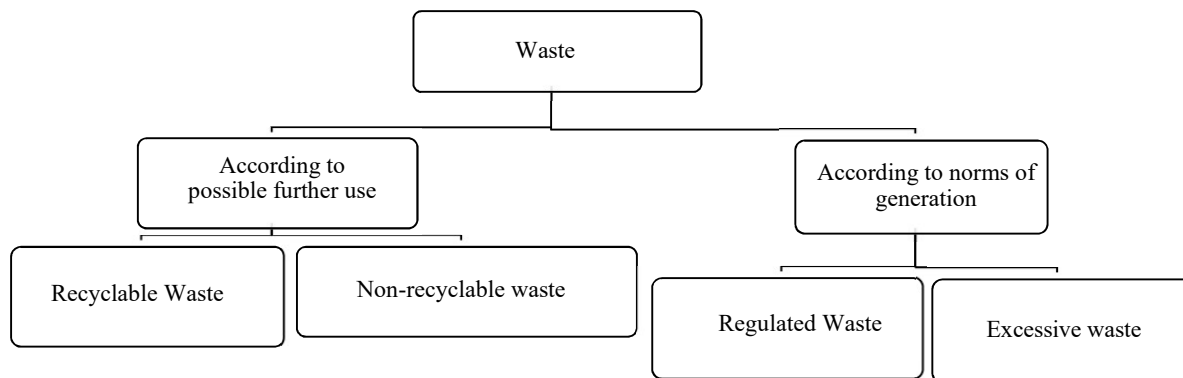 Waste
According to
possible further use
According to norms of
generation
Recyclable Waste
Non-recyclable waste
Regulated Waste
Excessive waste